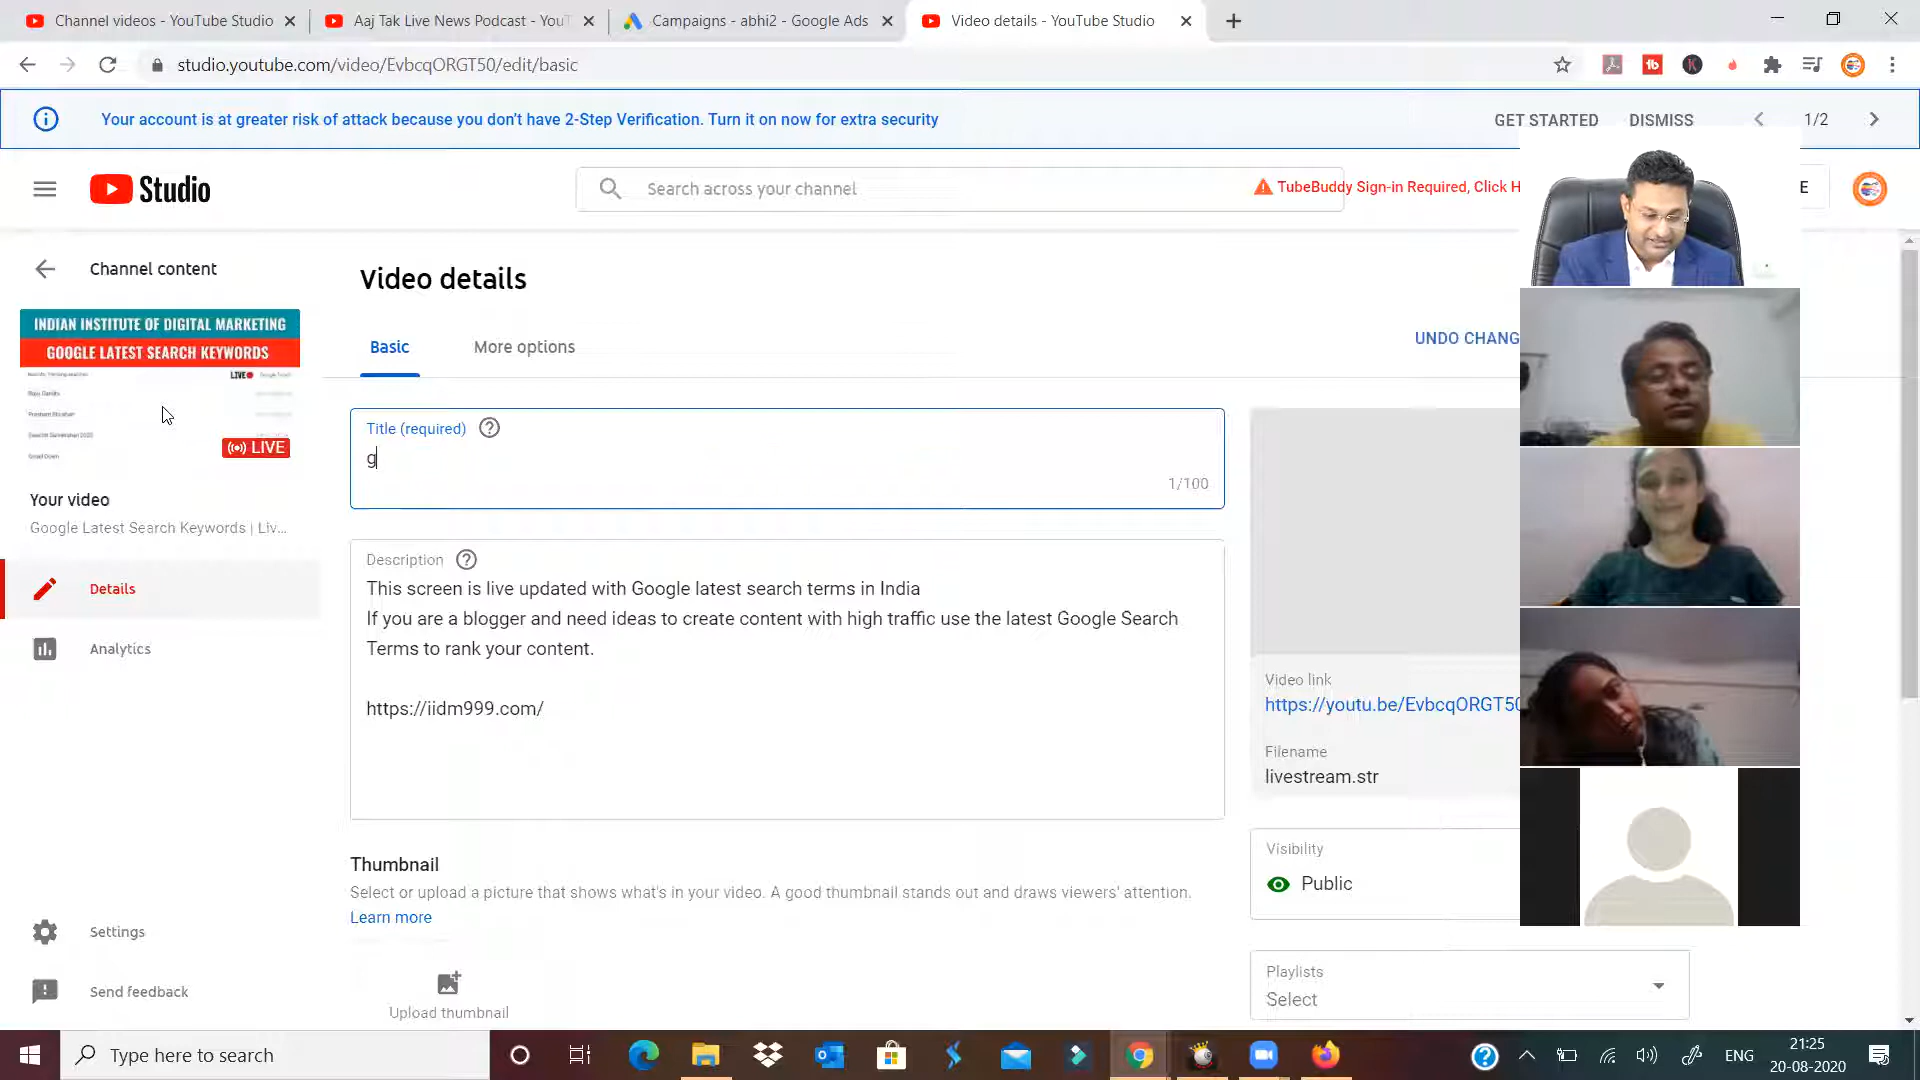 Channel videos - YouTube Studio
Aaj Tak Live News Podcast - YouT
Campaigns - abhi2 - Google Ads
Video details - YouTube Studio
studio.youtube.com/video/EvbcqORGT50/edit/basic
Your account is at greater risk of attack because you don't have 2-Step Verification. Turn it on now for extra security
GET STARTED
DISMISS
1/2
Studio
Search across your channel
TubeBuddy Sign-in Required, Click H
E
Channel content
INDIAN INSTITUTE OF DIGITAL MARKETING
GOOGLE LATEST SEARCH KEYWORDS
LIVE
LIVE
Your video
Google Latest Search Keywords | Liv...
Details
Analytics
Settings
Send feedback
Video details
Basic
More options
UNDO CHANG
Title (required)
g
1/100
Description
This screen is live updated with Google latest search terms in India
If you are a blogger and need ideas to create content with high traffic use the latest Google Search
Terms to rank your content.
https://iidm999.com/
Thumbnail
Select or upload a picture that shows what's in your video. A good thumbnail stands out and draws viewers' attention.
Learn more
Upload thumbnail
Video link
https://youtu.be/EvbcqORGT50
Filename
livestream.str
Visibility
Public
Playlists
Select
Type here to search
ENG
21:25
20-08-2020